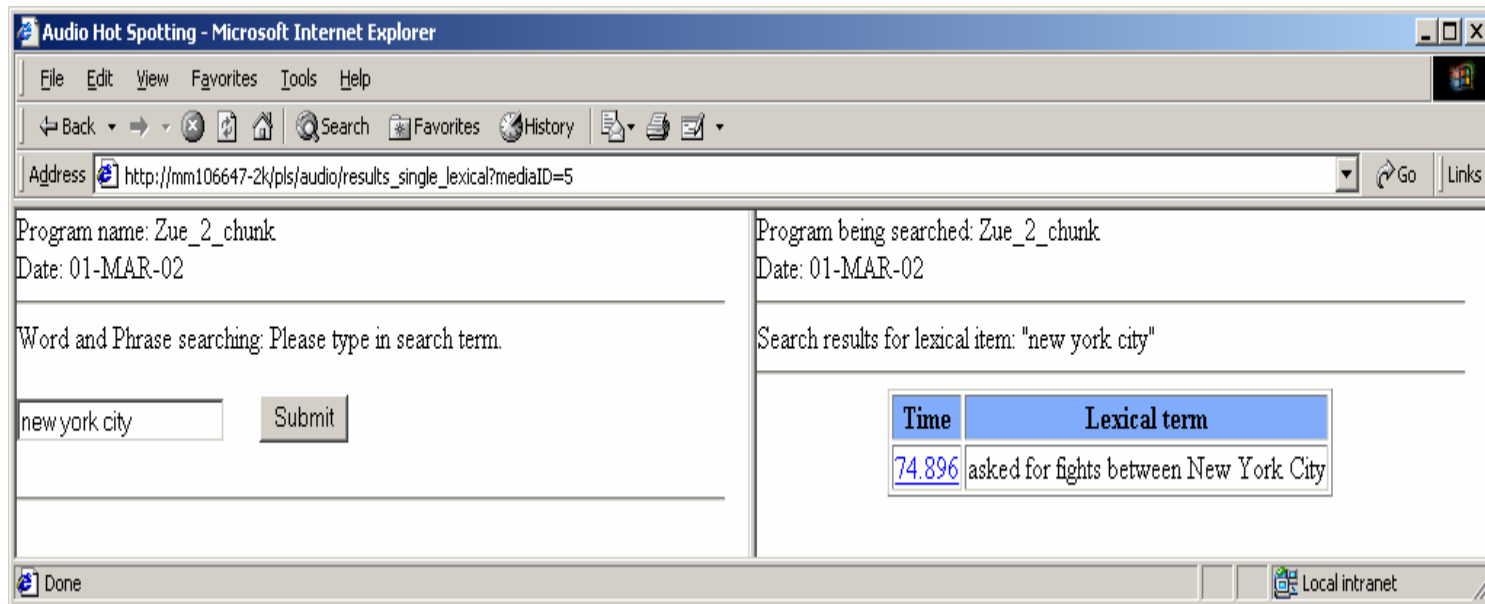 Audio Hot Spotting - Microsoft Internet Explorer
File Edit View Favorites Tools Help
Back Search Favorites History
Address http://mm106647-2k/pls/audio/results_single_lexical?mediaID=5 Go Links
Program name: Zue_2_chunk
Date: 01-MAR-02
Word and Phrase searching: Please type in search term.
new york city Submit
Program being searched: Zue_2_chunk
Date: 01-MAR-02
Search results for lexical item: "new york city"
Time Lexical term
74.896 asked for fights between New York City
Done Local intranet